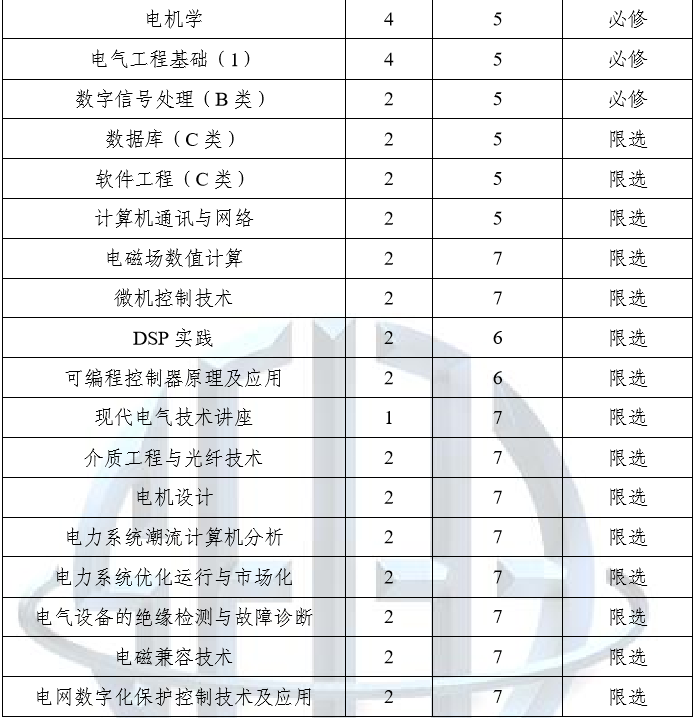 电机学 4 5 必修
电气工程基础（1） 4 5 必修
数字信号处理（B 类） 2 5 必修
数据库（C 类） 2 5 限选
软件工程（C 类） 2 5 限选
计算机通讯与网络 2 5 限选
电磁场数值计算 2 7 限选
微机控制技术 2 7 限选
DSP 实践 2 6 限选
可编程控制器原理及应用 2 6 限选
现代电气技术讲座 1 7 限选
介质工程与光纤技术 2 7 限选
电机设计 2 7 限选
电力系统潮流计算机分析 2 7 限选
电力系统优化运行与市场化 2 7 限选
电气设备的绝缘检测与故障诊断 2 7 限选
电磁兼容技术 2 7 限选
电网数字化保护控制技术及应用 2 7 限选